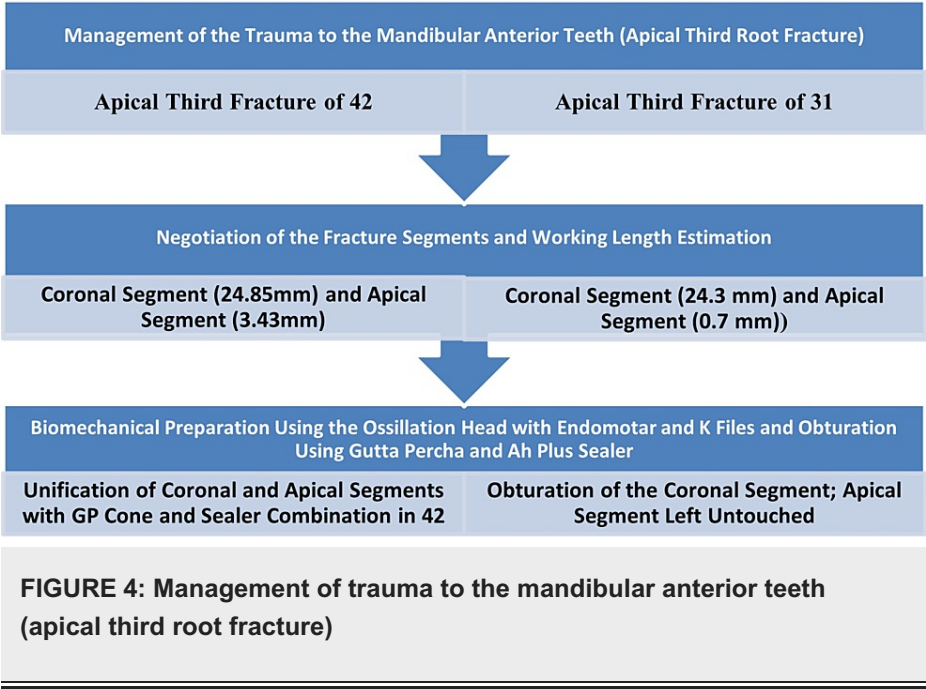 Management of the Trauma to the Mandibular Anterior Teeth (Apical Third Root Fracture)
Apical Third Fracture of 42
Apical Third Fracture of 31
Negotiation of the Fracture Segments and Working Length Estimation
Coronal Segment (24.85mm) and Apical
Segment (3.43mm)
Coronal Segment (24.3 mm) and Apical
Segment (0.7 mm))
Biomechanical Preparation Using the Ossillation Head with Endomotar and K Files and Obturation
Using Gutta Percha and Ah Plus Sealer
Unification of Coronal and Apical Segments
with GP Cone and Sealer Combination in 42
Obturation of the Coronal Segment; Apical
Segment Left Untouched
FIGURE 4: Management of trauma to the mandibular anterior teeth
(apical third root fracture)